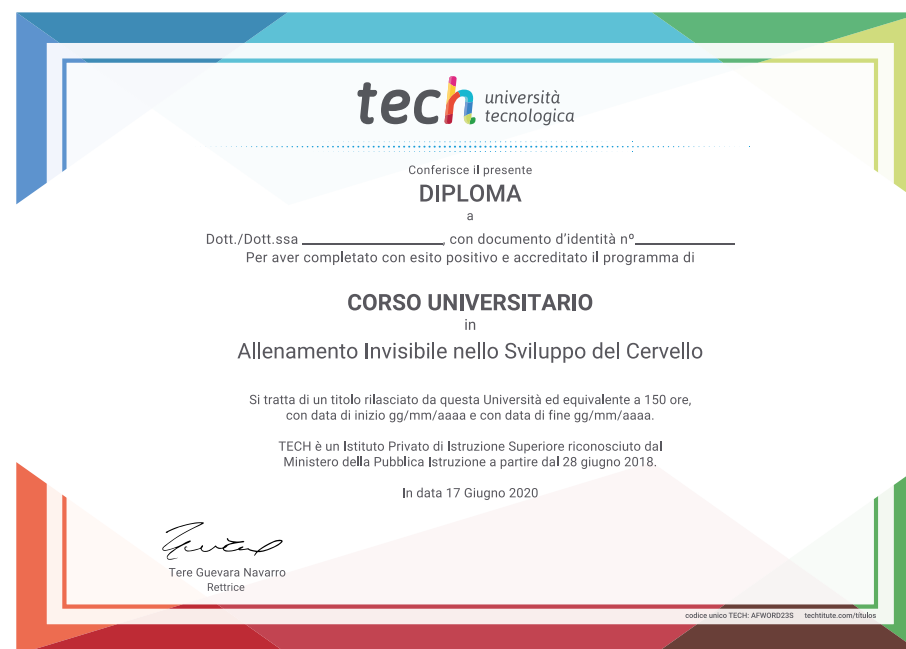 tech università
tecnologica
Conferisce il presente
DIPLOMA
a
Dott./Dott.ssa ____________________, con documento d'identità nº______________
Per aver completato con esito positivo e accreditato il programma di
CORSO UNIVERSITARIO
in
Allenamento Invisibile nello Sviluppo del Cervello
Si tratta di un titolo rilasciato da questa Università ed equivalente a 150 ore,
con data di inizio gg/mm/aaaa e con data di fine gg/mm/aaaa.
TECH è un Istituto Privato di Istruzione Superiore riconosciuto dal
Ministero della Pubblica Istruzione a partire dal 28 giugno 2018.
In data 17 Giugno 2020
Tere Guevara Navarro
Rettrice
codice unico TECH: AFWORD23S techtitute.com/títulos